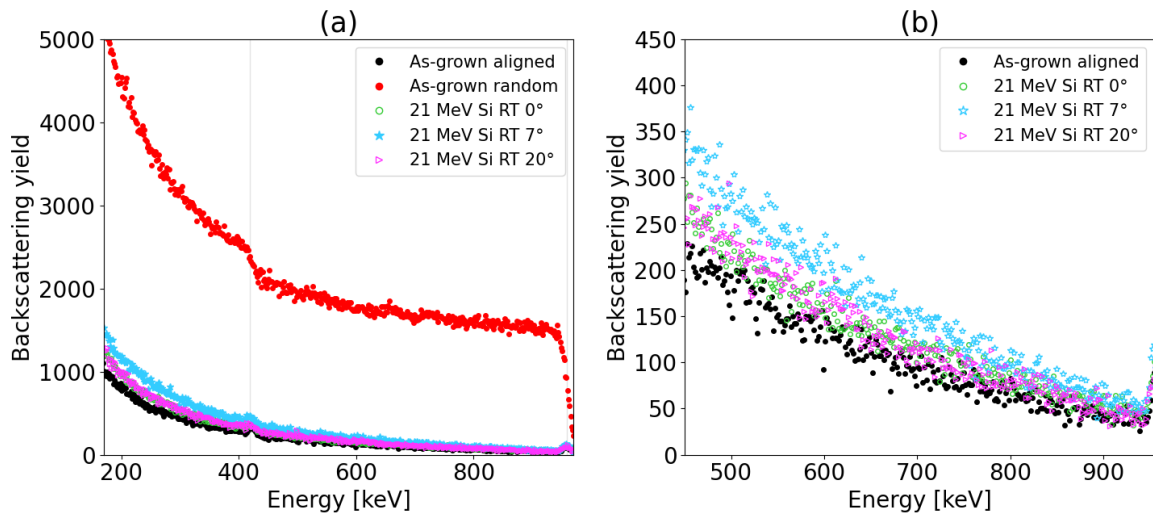 (a)
Backscattering yield
5000
4000
3000
2000
1000
0
200
400
600
800
Energy [keV]
As-grown aligned
As-grown random
21 MeV Si RT 0°
21 MeV Si RT 7°
21 MeV Si RT 20°
(b)
Backscattering yield
450
400
350
300
250
200
150
100
50
0
500
600
700
800
900
Energy [keV]
As-grown aligned
21 MeV Si RT 0°
21 MeV Si RT 7°
21 MeV Si RT 20°